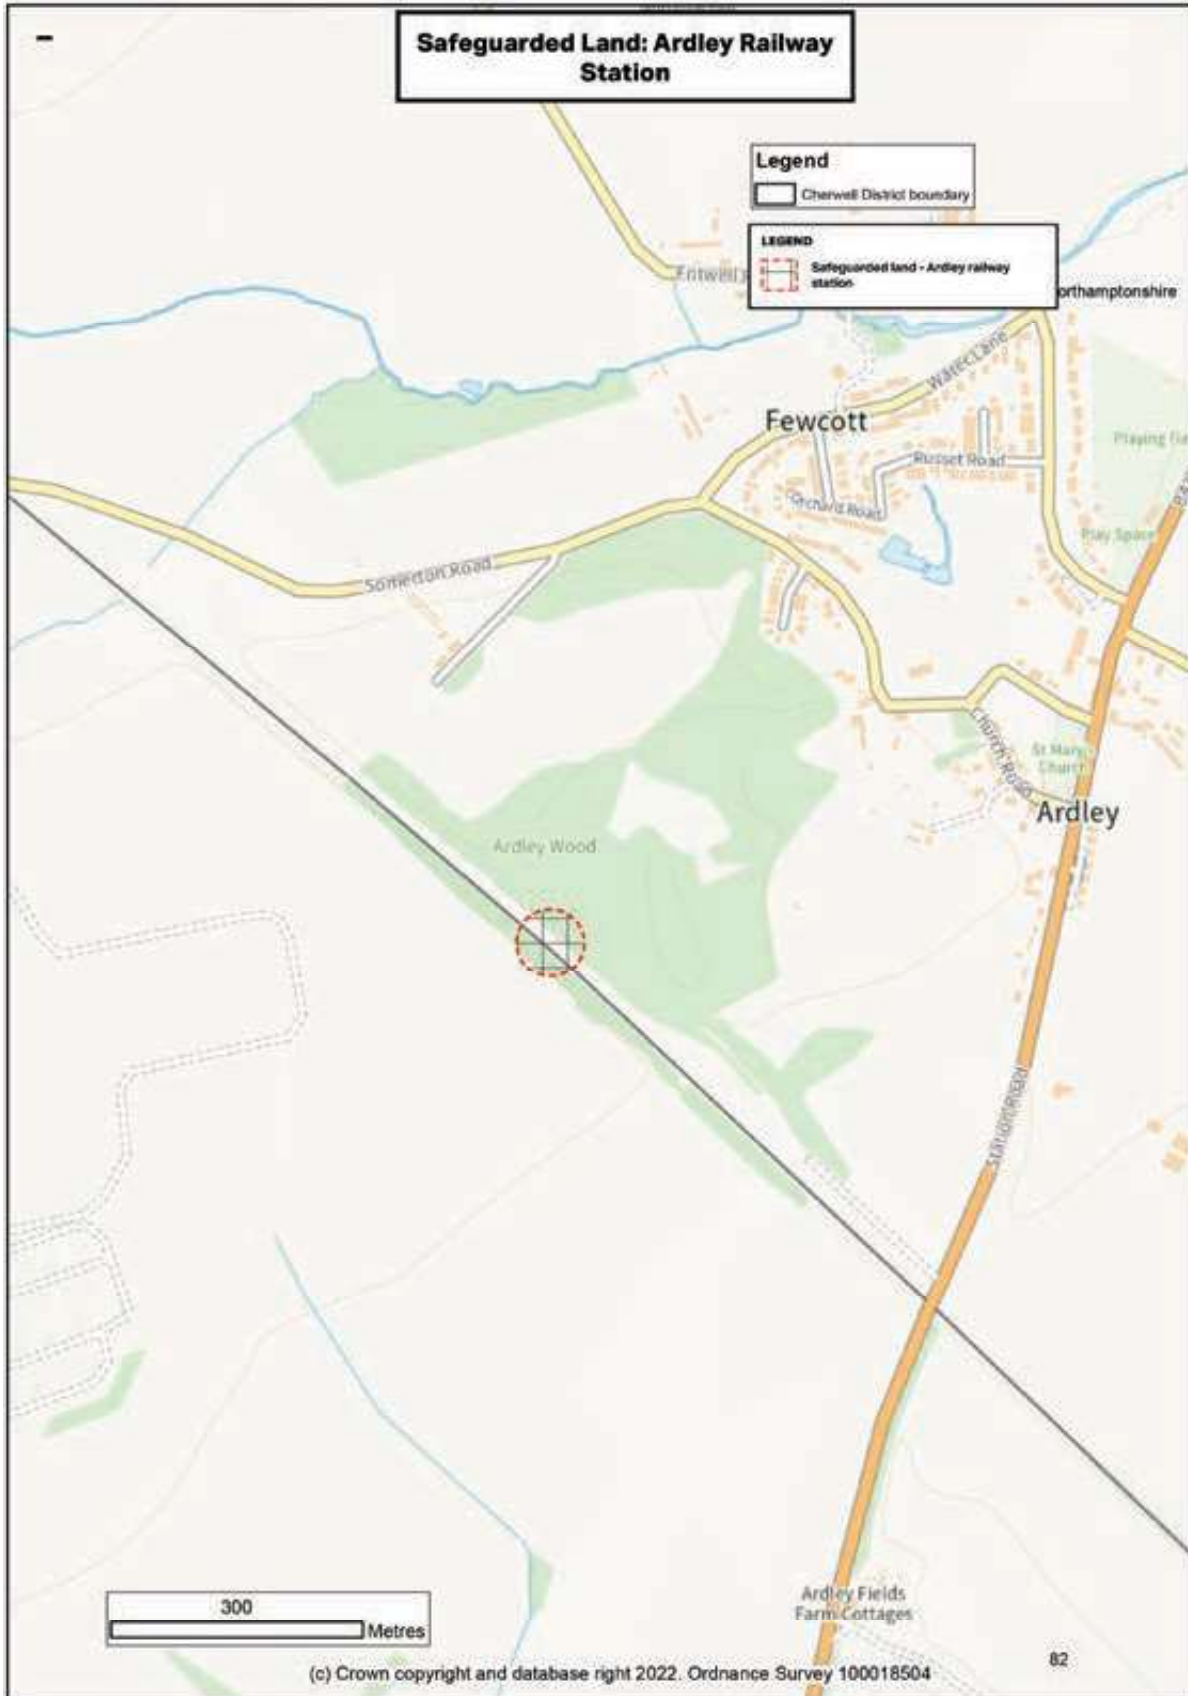 Safeguarded Land: Ardley Railway
Station
Legend
Cherwell District boundary
LEGEND
Safeguarded land - Ardley railway
station
Fritwell
orthamptonshire
Water Lane
Fewcott
Playing Fie
Russet Road
Orchard Road
Play Space
Somerton Road
Church Road
St Mary
Church
Ardley
Ardley Wood
Station Road
Ardley Fields
Farm Cottages
300
Metres
82
(c) Crown copyright and database right 2022. Ordnance Survey 100018504